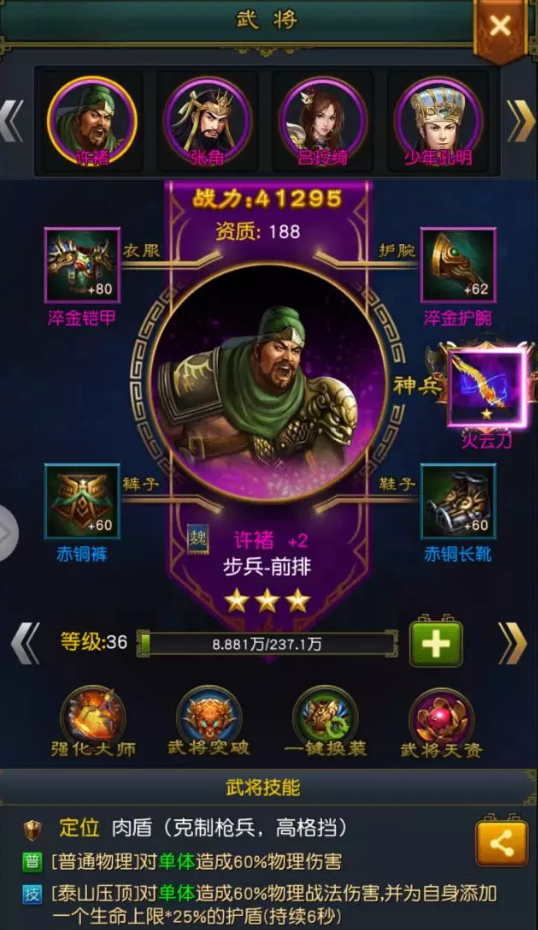 武将
许褚
张角
吕玲绮
少年孔明
战力:41295
资质: 188
衣服
+80
淬金铠甲
护腕
+62
淬金护腕
神兵
火云刀
裤子
+60
赤铜裤
鞋子
+60
赤铜长靴
魏
许褚 +2
步兵-前排
等级:36
8.881万/237.1万
强化大师
武将突破
一键换装
武将天资
武将技能
定位 肉盾（克制枪兵，高格挡）
普 [普通物理]对单体造成60%物理伤害
技 [泰山压顶]对单体造成60%物理战法伤害,并为自身添加
一个生命上限*25%的护盾(持续6秒)